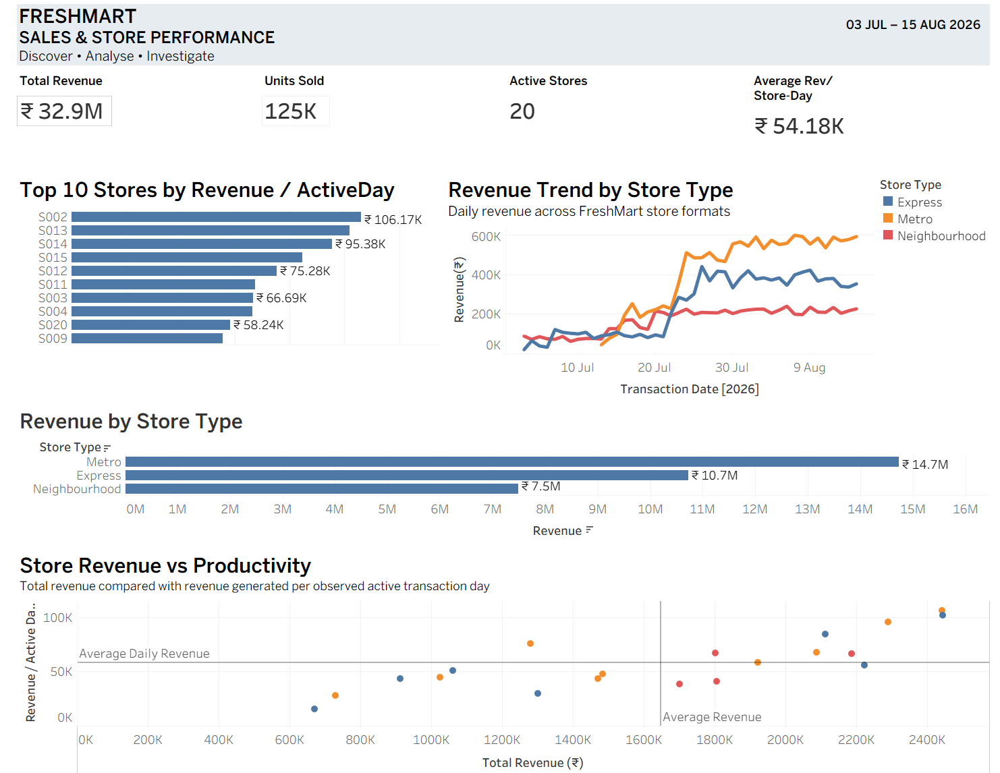 FRESHMART
SALES & STORE PERFORMANCE
Discover • Analyse • Investigate
03 JUL – 15 AUG 2026
Total Revenue
₹ 32.9M
Units Sold
125K
Active Stores
20
Average Rev/
Store-Day
₹ 54.18K
Top 10 Stores by Revenue / ActiveDay
S002
₹ 106.17K
S013
S014
₹ 95.38K
S015
S012
₹ 75.28K
S011
S003
₹ 66.69K
S004
S020
₹ 58.24K
S009
Revenue Trend by Store Type
Daily revenue across FreshMart store formats
Revenue(₹)
600K
400K
200K
0K
10 Jul
20 Jul
30 Jul
9 Aug
Transaction Date [2026]
Store Type
Express
Metro
Neighbourhood
Revenue by Store Type
Store Type
Metro
₹ 14.7M
Express
₹ 10.7M
Neighbourhood
₹ 7.5M
0M 1M 2M 3M 4M 5M 6M 7M 8M 9M 10M 11M 12M 13M 14M 15M 16M
Revenue
Store Revenue vs Productivity
Total revenue compared with revenue generated per observed active transaction day
Revenue / Active Da..
100K
50K
0K
Average Daily Revenue
Average Revenue
0K 200K 400K 600K 800K 1000K 1200K 1400K 1600K 1800K 2000K 2200K 2400K
Total Revenue (₹)